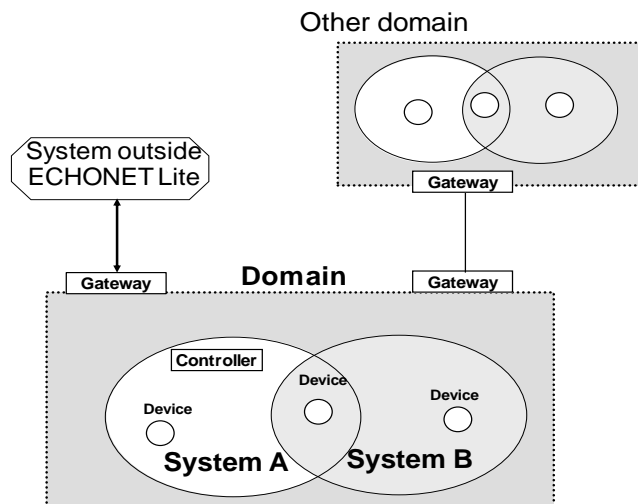 Other domain
System outside
ECHONET Lite
Gateway
Gateway
Domain
Gateway
Controller
Device
Device
Device
System A
System B